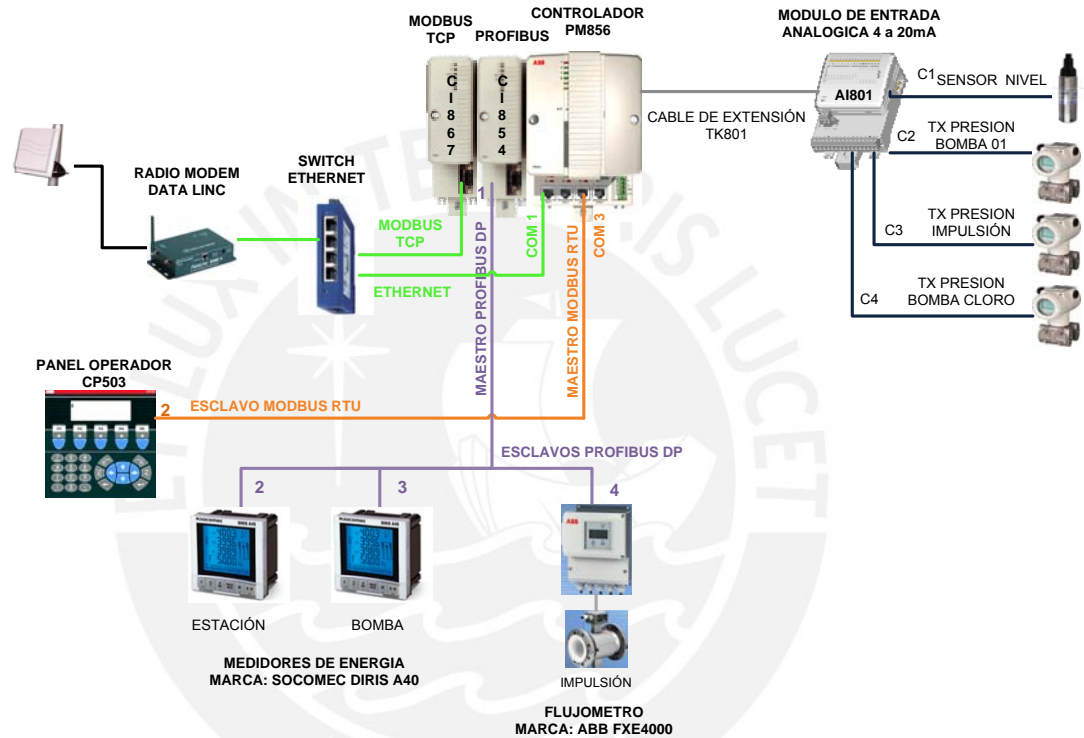 MODBUS
TCP
PROFIBUS
CONTROLADOR
PM856
MODULO DE ENTRADA
ANALOGICA 4 a 20mA
ABB
C
I
8
6
7
C
I
8
5
4
AI801
C1
SENSOR NIVEL
CABLE DE EXTENSIÓN
TK801
C2
TX PRESION
BOMBA 01
C3
TX PRESION
IMPULSIÓN
C4
TX PRESION
BOMBA CLORO
RADIO MODEM
DATA LINC
SWITCH
ETHERNET
1
MODBUS
TCP
ETHERNET
MAESTRO PROFIBUS DP
COM 1
MAESTRO MODBUS RTU
COM 3
PANEL OPERADOR
CP503
2
ESCLAVO MODBUS RTU
ESCLAVOS PROFIBUS DP
2
3
4
ABB
ESTACIÓN
BOMBA
MEDIDORES DE ENERGIA
MARCA: SOCOMEC DIRIS A40
IMPULSIÓN
FLUJOMETRO
MARCA: ABB FXE4000